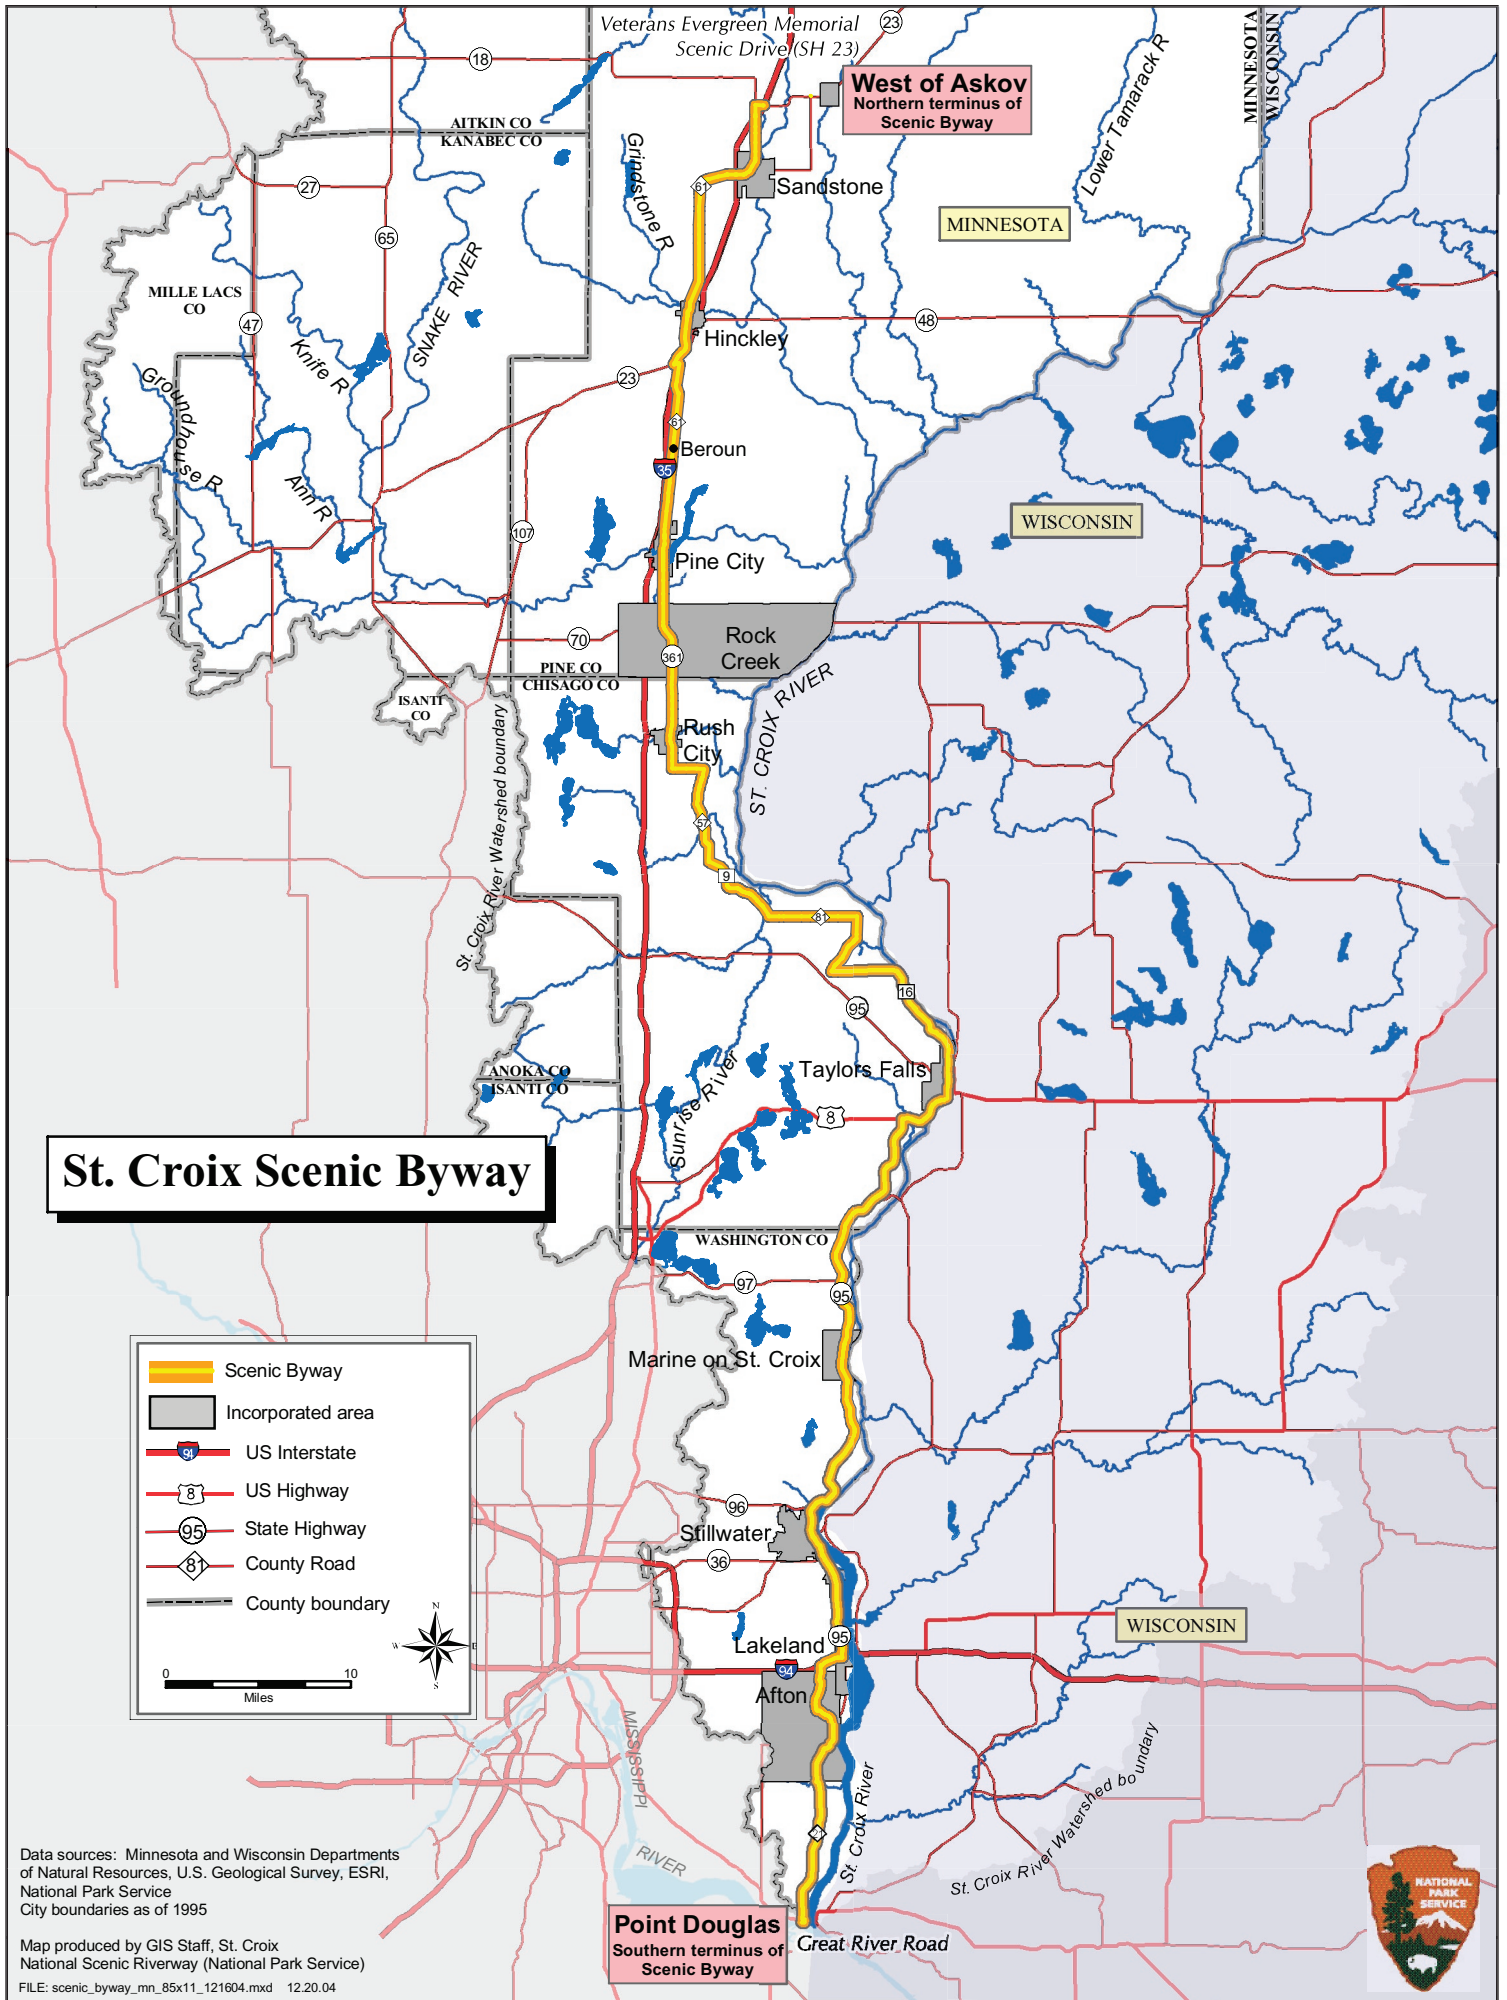 Veterans Evergreen Memorial
Scenic Drive (SH 23)
23
18
West of Askov
Northern terminus of
Scenic Byway
MINNESOTA
WISCONSIN
Lower Tamarack R
AITKIN CO
KANABEC CO
Grindstone R
27
61
Sandstone
65
MINNESOTA
SNAKE RIVER
MILLE LACS
CO
47
48
Hinckley
Knife R
23
Groundhouse R
61
Beroun
35
Ann R
107
WISCONSIN
Pine City
70
Rock
Creek
361
PINE CO
CHISAGO CO
ISANTI
CO
ST. CROIX RIVER
Rush
City
St. Croix River Watershed boundary
57
9
81
16
95
Taylors Falls
ANOKA CO
ISANTI CO
Sunrise River
8
St. Croix Scenic Byway
WASHINGTON CO
97
95
Marine on St. Croix
Scenic Byway
Incorporated area
94
US Interstate
8
US Highway
95
State Highway
81
County Road
County boundary
N
W
E
S
0
10
Miles
96
Stillwater
36
Lakeland
95
94
Afton
WISCONSIN
MISSISSIPPI
RIVER
21
St. Croix River
St. Croix River Watershed boundary
Data sources: Minnesota and Wisconsin Departments
of Natural Resources, U.S. Geological Survey, ESRI,
National Park Service
City boundaries as of 1995
Map produced by GIS Staff, St. Croix
National Scenic Riverway (National Park Service)
FILE: scenic_byway_mn_85x11_121604.mxd 12.20.04
Point Douglas
Southern terminus of
Scenic Byway
Great River Road
NATIONAL
PARK
SERVICE